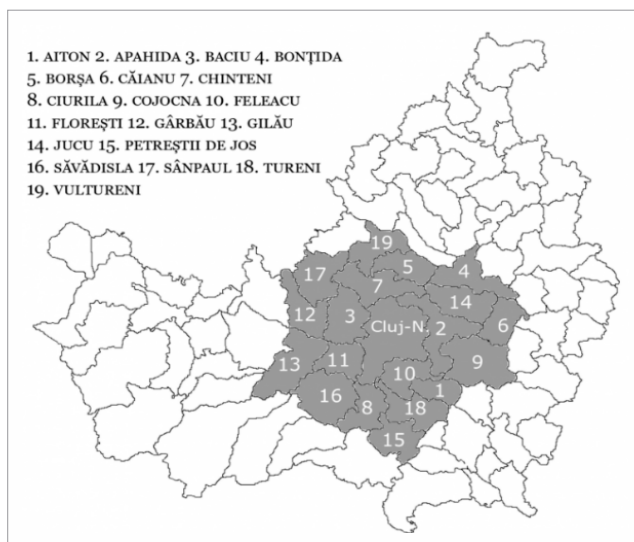 1. AITON 2. APAHIDA 3. BACIU 4. BONȚIDA
5. BORȘA 6. CĂIANU 7. CHINTENI
8. CIURILA 9. COJOCNA 10. FELEACU
11. FLOREȘTI 12. GÂRBĂU 13. GILĂU
14. JUCU 15. PETREȘTII DE JOS
16. SĂVĂDISLA 17. SÂNPAUL 18. TURENI
19. VULTURENI
19
17
5
4
7
14
12
3
Cluj-N.
2
6
13
11
10
9
16
8
18
1
15